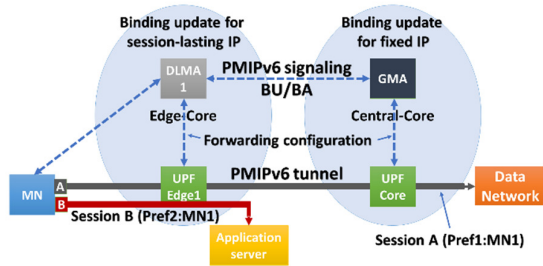 Binding update for
session-lasting IP
Binding update
for fixed IP
DLMA
1
PMIPv6 signaling
BU/BA
GMA
Edge-Core
Central-Core
Forwarding configuration
MN
A
B
UPF
Edge1
PMIPv6 tunnel
UPF
Core
Data
Network
Session B (Pref2:MN1)
Application
server
Session A (Pref1:MN1)